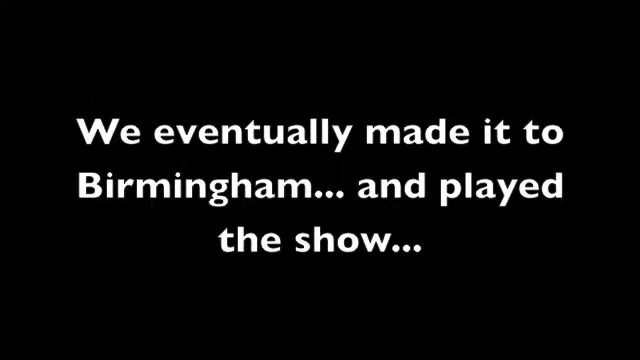 We eventually made it to
Birmingham... and played
the show...